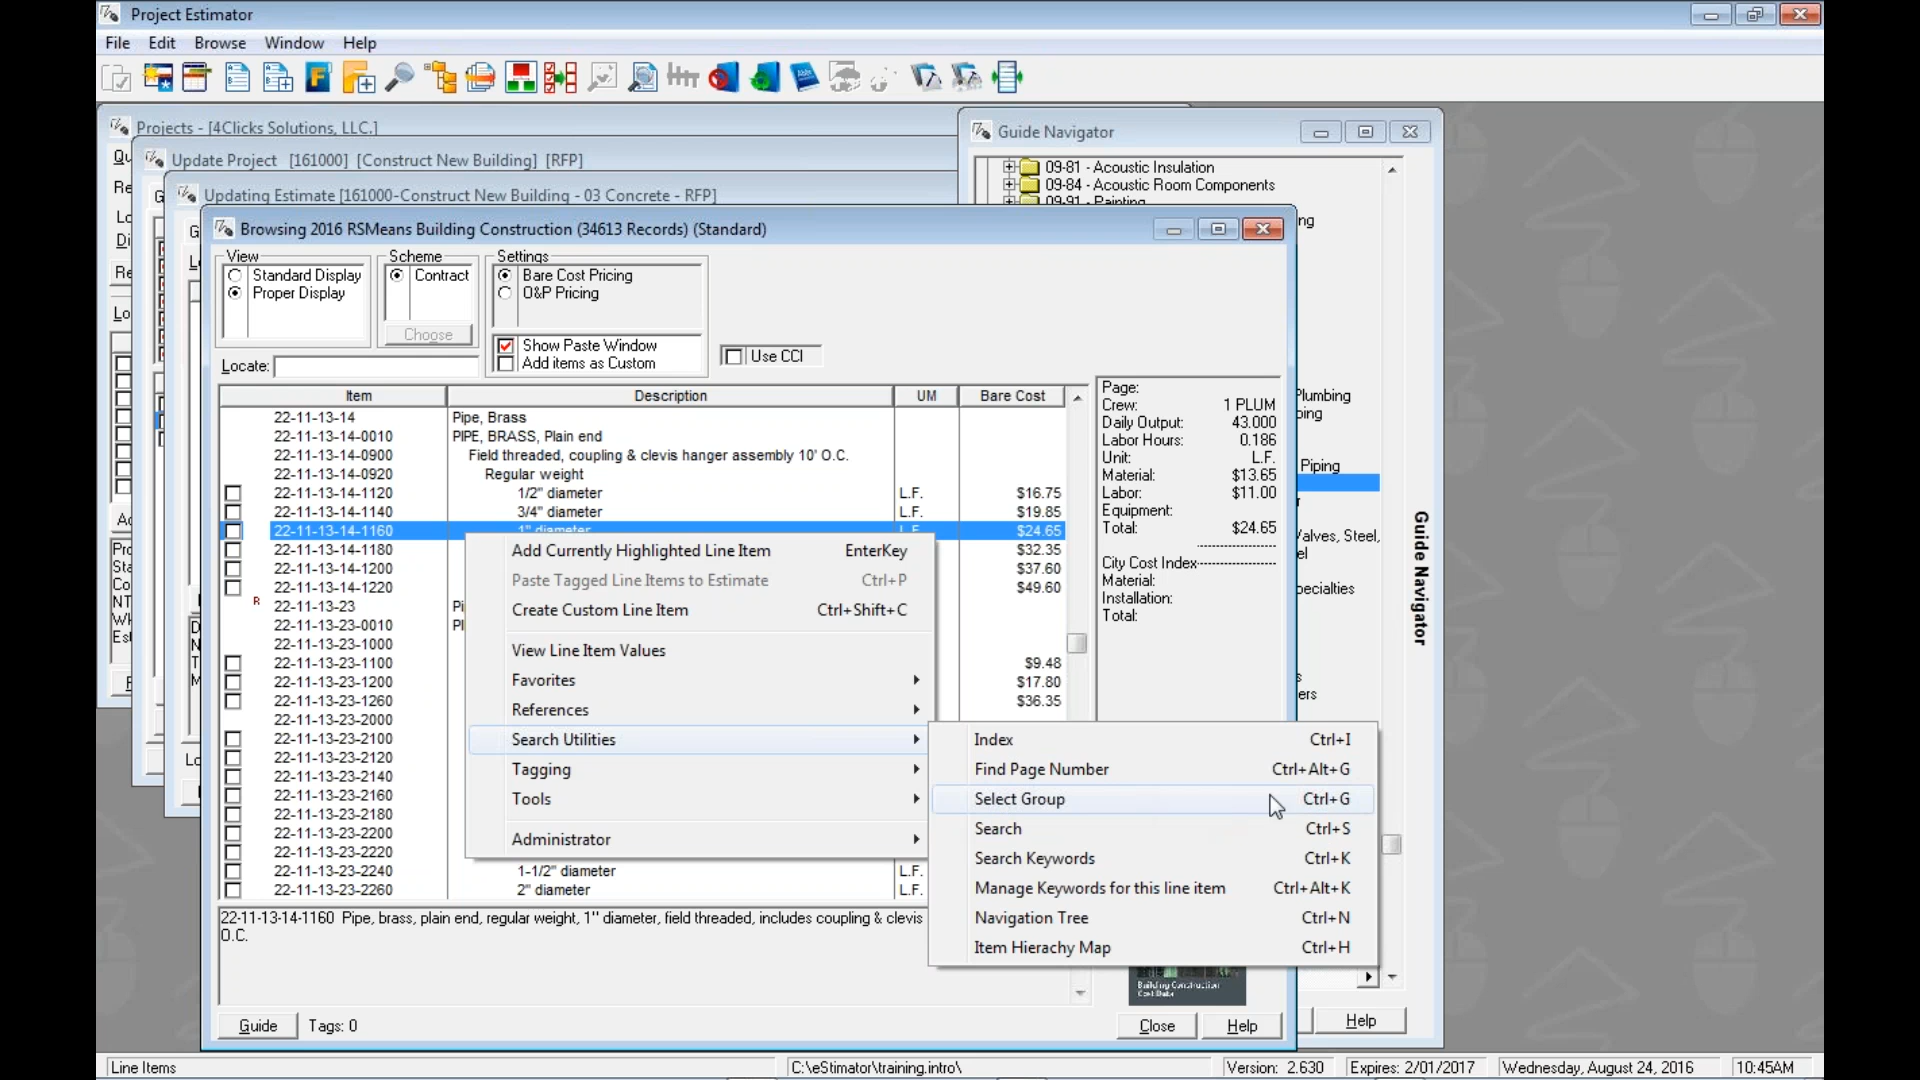 Project Estimator
File Edit Browse Window Help
Projects - [4Clicks Solutions, LLC.]
Update Project [161000] [Construct New Building] [RFP]
Updating Estimate [161000-Construct New Building - 03 Concrete - RFP]
Guide Navigator
09-81 - Acoustic Insulation
09-84 - Acoustic Room Components
09-91 - Painting
Browsing 2016 RSMeans Building Construction (34613 Records) (Standard)
View
Standard Display
Proper Display
Scheme
Contract
Choose
Settings
Bare Cost Pricing
O&P Pricing
Show Paste Window
Add items as Custom
Use CCI
Locate:
Item Description UM Bare Cost
22-11-13-14 Pipe, Brass
22-11-13-14-0010 PIPE, BRASS, Plain end
22-11-13-14-0900 Field threaded, coupling & clevis hanger assembly 10' O.C.
22-11-13-14-0920 Regular weight
22-11-13-14-1120 1/2" diameter L.F. $16.75
22-11-13-14-1140 3/4" diameter L.F. $19.85
22-11-13-14-1160 1" diameter L.F. $24.65
22-11-13-14-1180 $32.35
22-11-13-14-1200 $37.60
22-11-13-14-1220 $49.60
R 22-11-13-23 Pi
22-11-13-23-0010 PI
22-11-13-23-1000
22-11-13-23-1100 $9.48
22-11-13-23-1200 $17.80
22-11-13-23-1260 $36.35
22-11-13-23-2000
22-11-13-23-2100
22-11-13-23-2120
22-11-13-23-2140
22-11-13-23-2160
22-11-13-23-2180
22-11-13-23-2200
22-11-13-23-2220
22-11-13-23-2240 1-1/2" diameter L.F.
22-11-13-23-2260 2" diameter L.F.
Page:
Crew: 1 PLUM
Daily Output: 43.000
Labor Hours: 0.186
Unit: L.F.
Material: $13.65
Labor: $11.00
Equipment:
Total: $24.65
City Cost Index
Material:
Installation:
Total:
Add Currently Highlighted Line Item EnterKey
Paste Tagged Line Items to Estimate Ctrl+P
Create Custom Line Item Ctrl+Shift+C
View Line Item Values
Favorites
References
Search Utilities
Tagging
Tools
Administrator
Index Ctrl+I
Find Page Number Ctrl+Alt+G
Select Group Ctrl+G
Search Ctrl+S
Search Keywords Ctrl+K
Manage Keywords for this line item Ctrl+Alt+K
Navigation Tree Ctrl+N
Item Hierachy Map Ctrl+H
22-11-13-14-1160 Pipe, brass, plain end, regular weight, 1" diameter, field threaded, includes coupling & clevis
O.C.
Building Construction
Cost Data
Guide Tags: 0 Close Help
ng
Plumbing
ping
Piping
Valves, Steel,
el
pecialties
s
ers
Guide Navigator
Help
Line Items C:\eStimator\training.intro\ Version: 2.630 Expires: 2/01/2017 Wednesday, August 24, 2016 10:45AM